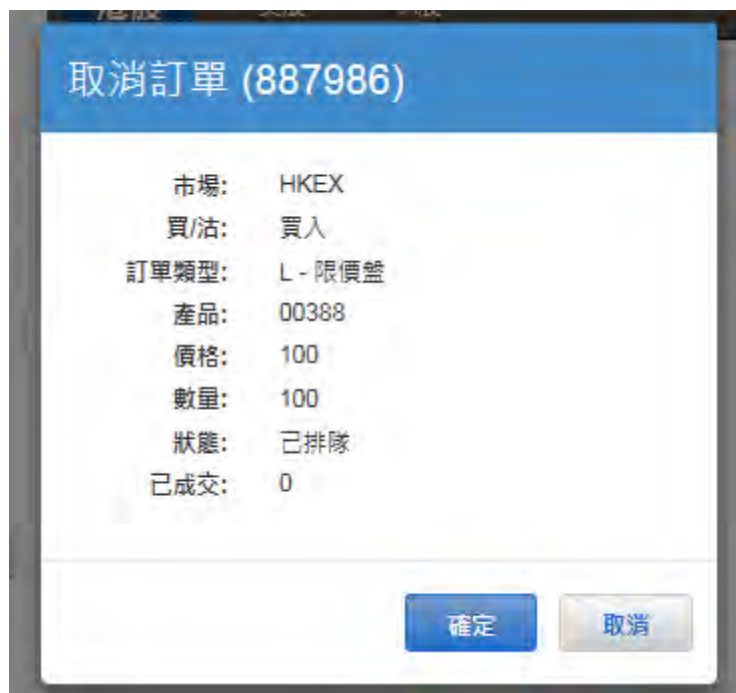 取消訂單 (887986)
市場: HKEX
買/沽: 買入
訂單類型: L - 限價盤
產品: 00388
價格: 100
數量: 100
狀態: 已排隊
已成交: 0
確定 取消